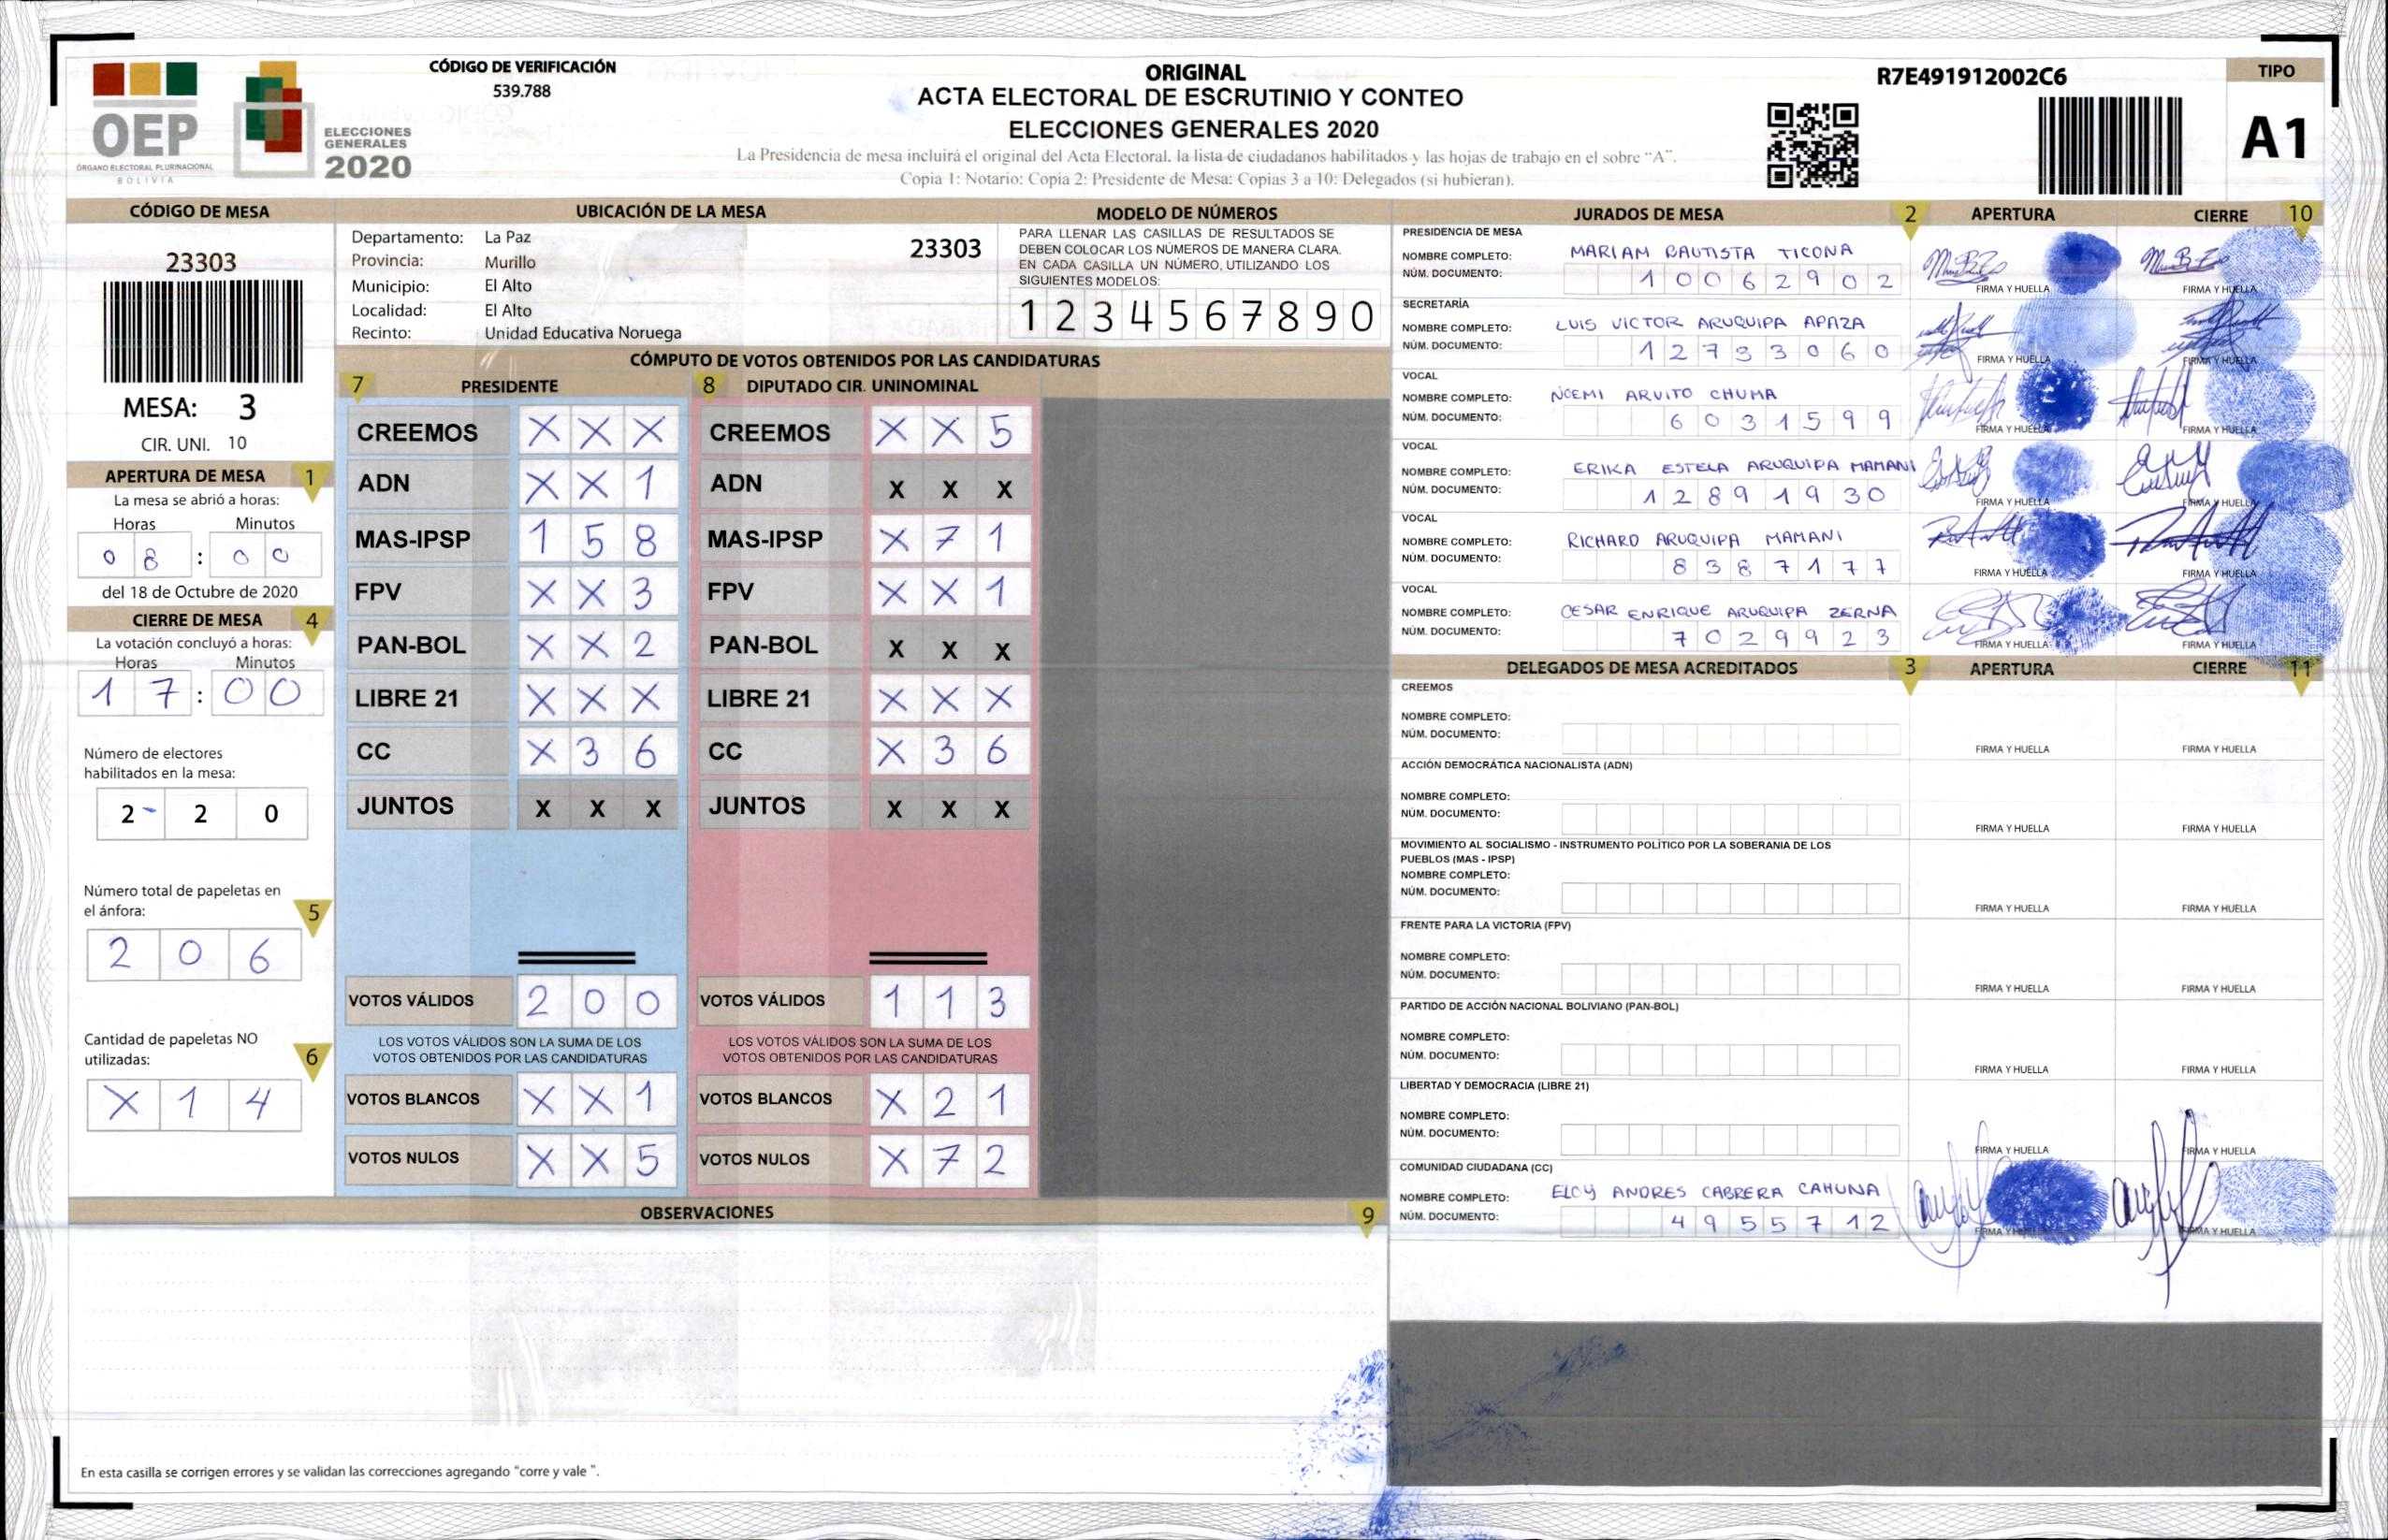 OEP
ÓRGANO ELECTORAL PLURINACIONAL
BOLIVIA
ELECCIONES
GENERALES
2020
CÓDIGO DE VERIFICACIÓN
539.788
ORIGINAL
ACTA ELECTORAL DE ESCRUTINIO Y CONTEO
ELECCIONES GENERALES 2020
La Presidencia de mesa incluirá el original del Acta Electoral, la lista de ciudadanos habilitados y las hojas de trabajo en el sobre "A".
Copia 1: Notario: Copia 2: Presidente de Mesa: Copias 3 a 10: Delegados (si hubieran).
R7E491912002C6
TIPO
A1
CÓDIGO DE MESA
23303
MESA: 3
CIR. UNI. 10
APERTURA DE MESA 1
La mesa se abrió a horas:
Horas Minutos
0 8 : 0 0
del 18 de Octubre de 2020
CIERRE DE MESA 4
La votación concluyó a horas:
Horas Minutos
1 7 : 0 0
Número de electores
habilitados en la mesa:
2 2 0
Número total de papeletas en
el ánfora: 5
2 0 6
Cantidad de papeletas NO
utilizadas: 6
X 1 4
UBICACIÓN DE LA MESA
Departamento: La Paz
Provincia: Murillo
Municipio: El Alto
Localidad: El Alto
Recinto: Unidad Educativa Noruega
23303
MODELO DE NÚMEROS
PARA LLENAR LAS CASILLAS DE RESULTADOS SE
DEBEN COLOCAR LOS NÚMEROS DE MANERA CLARA.
EN CADA CASILLA UN NÚMERO, UTILIZANDO LOS
SIGUIENTES MODELOS:
1 2 3 4 5 6 7 8 9 0
CÓMPUTO DE VOTOS OBTENIDOS POR LAS CANDIDATURAS
7 PRESIDENTE 8 DIPUTADO CIR. UNINOMINAL
CREEMOS X X X CREEMOS X X 5
ADN X X 1 ADN X X X
MAS-IPSP 1 5 8 MAS-IPSP X 7 1
FPV X X 3 FPV X X 1
PAN-BOL X X 2 PAN-BOL X X X
LIBRE 21 X X X LIBRE 21 X X X
CC X 3 6 CC X 3 6
JUNTOS X X X JUNTOS X X X
VOTOS VÁLIDOS 2 0 0 VOTOS VÁLIDOS 1 1 3
LOS VOTOS VÁLIDOS SON LA SUMA DE LOS LOS VOTOS VÁLIDOS SON LA SUMA DE LOS
VOTOS OBTENIDOS POR LAS CANDIDATURAS VOTOS OBTENIDOS POR LAS CANDIDATURAS
VOTOS BLANCOS X X 1 VOTOS BLANCOS X 2 1
VOTOS NULOS X X 5 VOTOS NULOS X 7 2
OBSERVACIONES 9
En esta casilla se corrigen errores y se validan las correcciones agregando "corre y vale ".
JURADOS DE MESA 2 APERTURA CIERRE 10
PRESIDENCIA DE MESA
NOMBRE COMPLETO: MARIAM BAUTISTA TICONA
NÚM. DOCUMENTO: 1 0 0 6 2 9 0 2
FIRMA Y HUELLA FIRMA Y HUELLA
SECRETARÍA
NOMBRE COMPLETO: LUIS VICTOR ARUQUIPA APAZA
NÚM. DOCUMENTO: 1 2 7 3 3 0 6 0
FIRMA Y HUELLA FIRMA Y HUELLA
VOCAL
NOMBRE COMPLETO: NOEMI ARUITO CHUMA
NÚM. DOCUMENTO: 6 0 3 1 5 9 9
FIRMA Y HUELLA FIRMA Y HUELLA
VOCAL
NOMBRE COMPLETO: ERIKA ESTELA ARUQUIPA MAMANI
NÚM. DOCUMENTO: 1 2 8 9 1 9 3 0
FIRMA Y HUELLA FIRMA Y HUELLA
VOCAL
NOMBRE COMPLETO: RICHARD ARUQUIPA MAMANI
NÚM. DOCUMENTO: 8 3 8 7 1 7 7
FIRMA Y HUELLA FIRMA Y HUELLA
VOCAL
NOMBRE COMPLETO: CESAR ENRIQUE ARUQUIPA ZERNA
NÚM. DOCUMENTO: 7 0 2 9 9 2 3
FIRMA Y HUELLA FIRMA Y HUELLA
DELEGADOS DE MESA ACREDITADOS 3 APERTURA CIERRE 11
CREEMOS
NOMBRE COMPLETO:
NÚM. DOCUMENTO:
FIRMA Y HUELLA FIRMA Y HUELLA
ACCIÓN DEMOCRÁTICA NACIONALISTA (ADN)
NOMBRE COMPLETO:
NÚM. DOCUMENTO:
FIRMA Y HUELLA FIRMA Y HUELLA
MOVIMIENTO AL SOCIALISMO - INSTRUMENTO POLÍTICO POR LA SOBERANIA DE LOS
PUEBLOS (MAS - IPSP)
NOMBRE COMPLETO:
NÚM. DOCUMENTO:
FIRMA Y HUELLA FIRMA Y HUELLA
FRENTE PARA LA VICTORIA (FPV)
NOMBRE COMPLETO:
NÚM. DOCUMENTO:
FIRMA Y HUELLA FIRMA Y HUELLA
PARTIDO DE ACCIÓN NACIONAL BOLIVIANO (PAN-BOL)
NOMBRE COMPLETO:
NÚM. DOCUMENTO:
FIRMA Y HUELLA FIRMA Y HUELLA
LIBERTAD Y DEMOCRACIA (LIBRE 21)
NOMBRE COMPLETO:
NÚM. DOCUMENTO:
FIRMA Y HUELLA FIRMA Y HUELLA
COMUNIDAD CIUDADANA (CC)
NOMBRE COMPLETO: ELOY ANDRES CABRERA CAHUNA
NÚM. DOCUMENTO: 4 9 5 5 7 1 2
FIRMA Y HUELLA FIRMA Y HUELLA